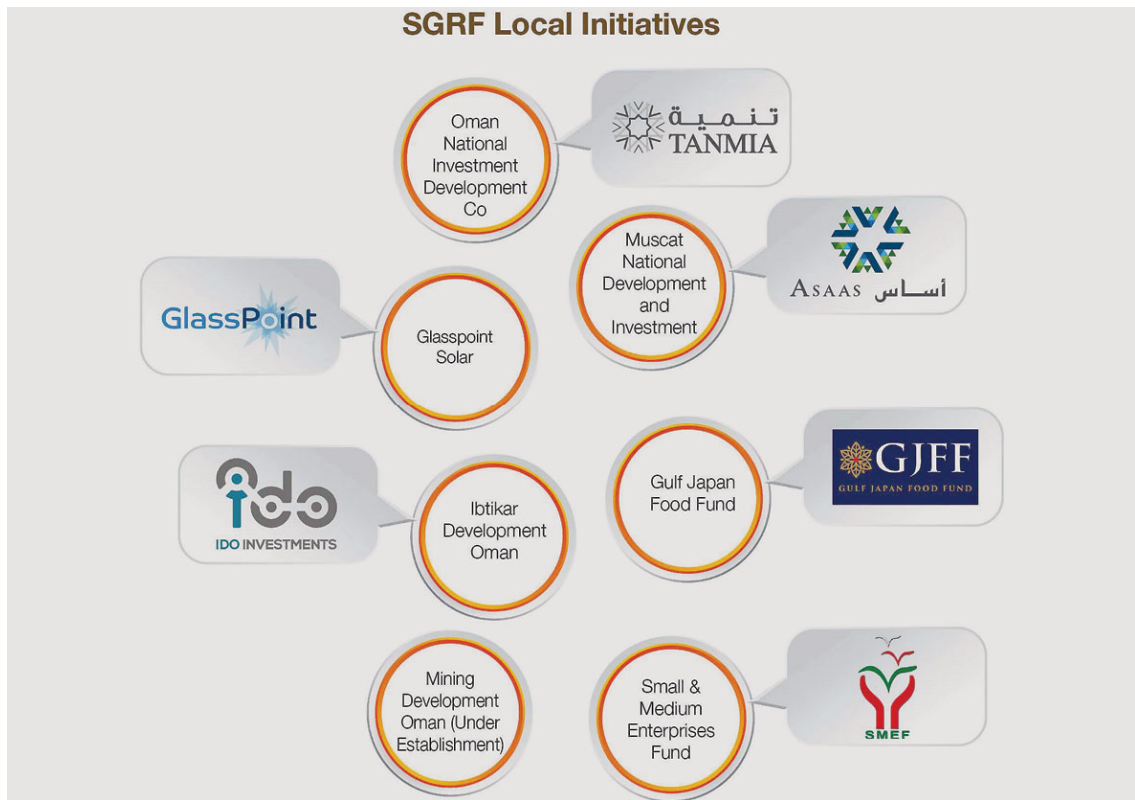 SGRF Local Initiatives
Oman
National
Investment
Development
Co
تنمية
TANMIA
Muscat
National
Development
and
Investment
ASAAS أساس
GlassPoint
Glasspoint
Solar
Gulf Japan
Food Fund
GJFF
GULF JAPAN FOOD FUND
ido
IDO INVESTMENTS
Ibtikar
Development
Oman
Mining
Development
Oman (Under
Establishment)
Small &
Medium
Enterprises
Fund
SMEF